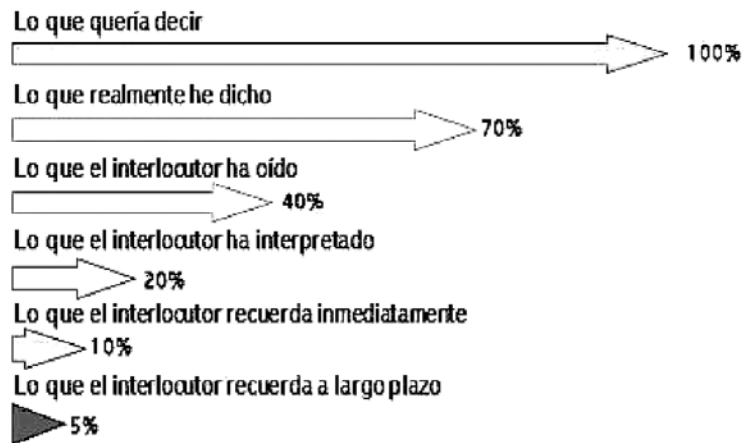 Lo que quería decir
100%
Lo que realmente he dicho
70%
Lo que el interlocutor ha oído
40%
Lo que el interlocutor ha interpretado
20%
Lo que el interlocutor recuerda inmediatamente
10%
Lo que el interlocutor recuerda a largo plazo
5%